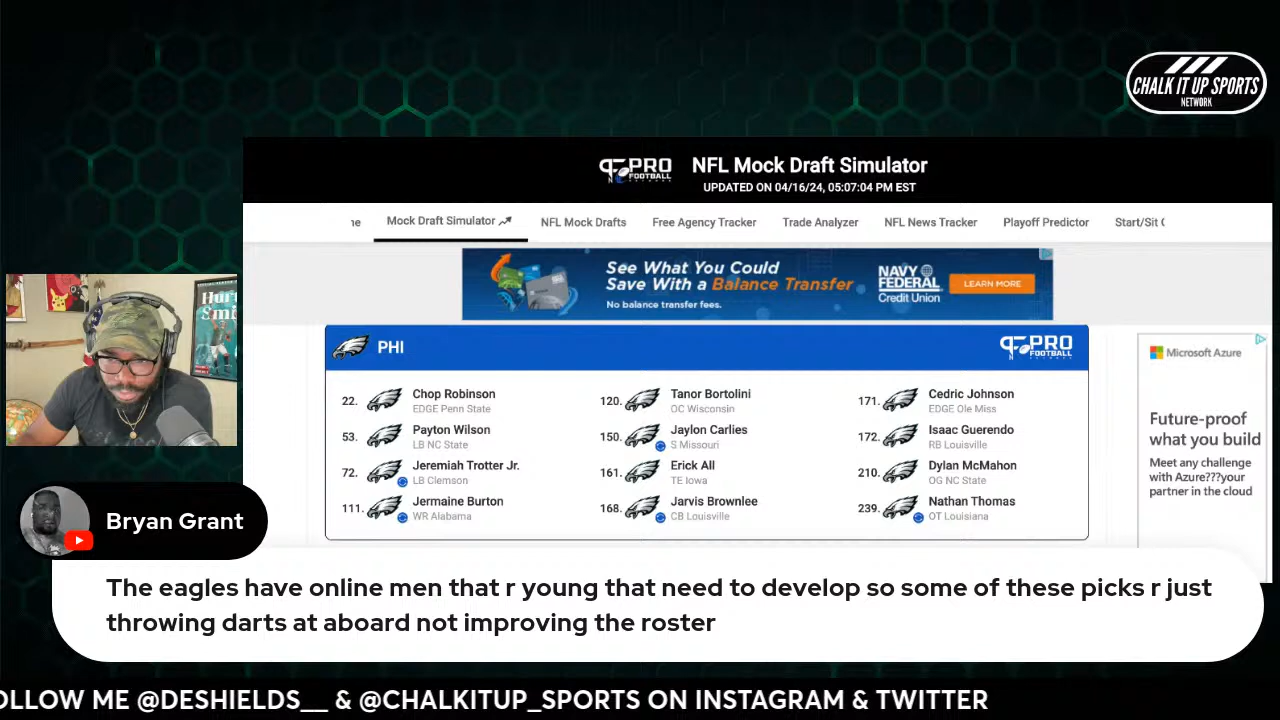 CHALK IT UP SPORTS
NETWORK
PRO
FOOTBALL
NETWORK
NFL Mock Draft Simulator
UPDATED ON 04/16/24, 05:07:04 PM EST
ne
Mock Draft Simulator
NFL Mock Drafts
Free Agency Tracker
Trade Analyzer
NFL News Tracker
Playoff Predictor
Start/Sit
See What You Could
Save With a Balance Transfer
No balance transfer fees.
NAVY
FEDERAL
Credit Union
LEARN MORE
Hurts
Smi
PHI
PRO
FOOTBALL
NETWORK
22. Chop Robinson
EDGE Penn State
53. Payton Wilson
LB NC State
72. Jeremiah Trotter Jr.
LB Clemson
111. Jermaine Burton
WR Alabama
120. Tanor Bortolini
OC Wisconsin
150. Jaylon Carlies
S Missouri
161. Erick All
TE Iowa
168. Jarvis Brownlee
CB Louisville
171. Cedric Johnson
EDGE Ole Miss
172. Isaac Guerendo
RB Louisville
210. Dylan McMahon
OG NC State
239. Nathan Thomas
OT Louisiana
Microsoft Azure
Future-proof
what you build
Meet any challenge
with Azure???your
partner in the cloud
Bryan Grant
The eagles have online men that r young that need to develop so some of these picks r just
throwing darts at aboard not improving the roster
OLLOW ME @DESHIELDS__ & @CHALKITUP_SPORTS ON INSTAGRAM & TWITTER